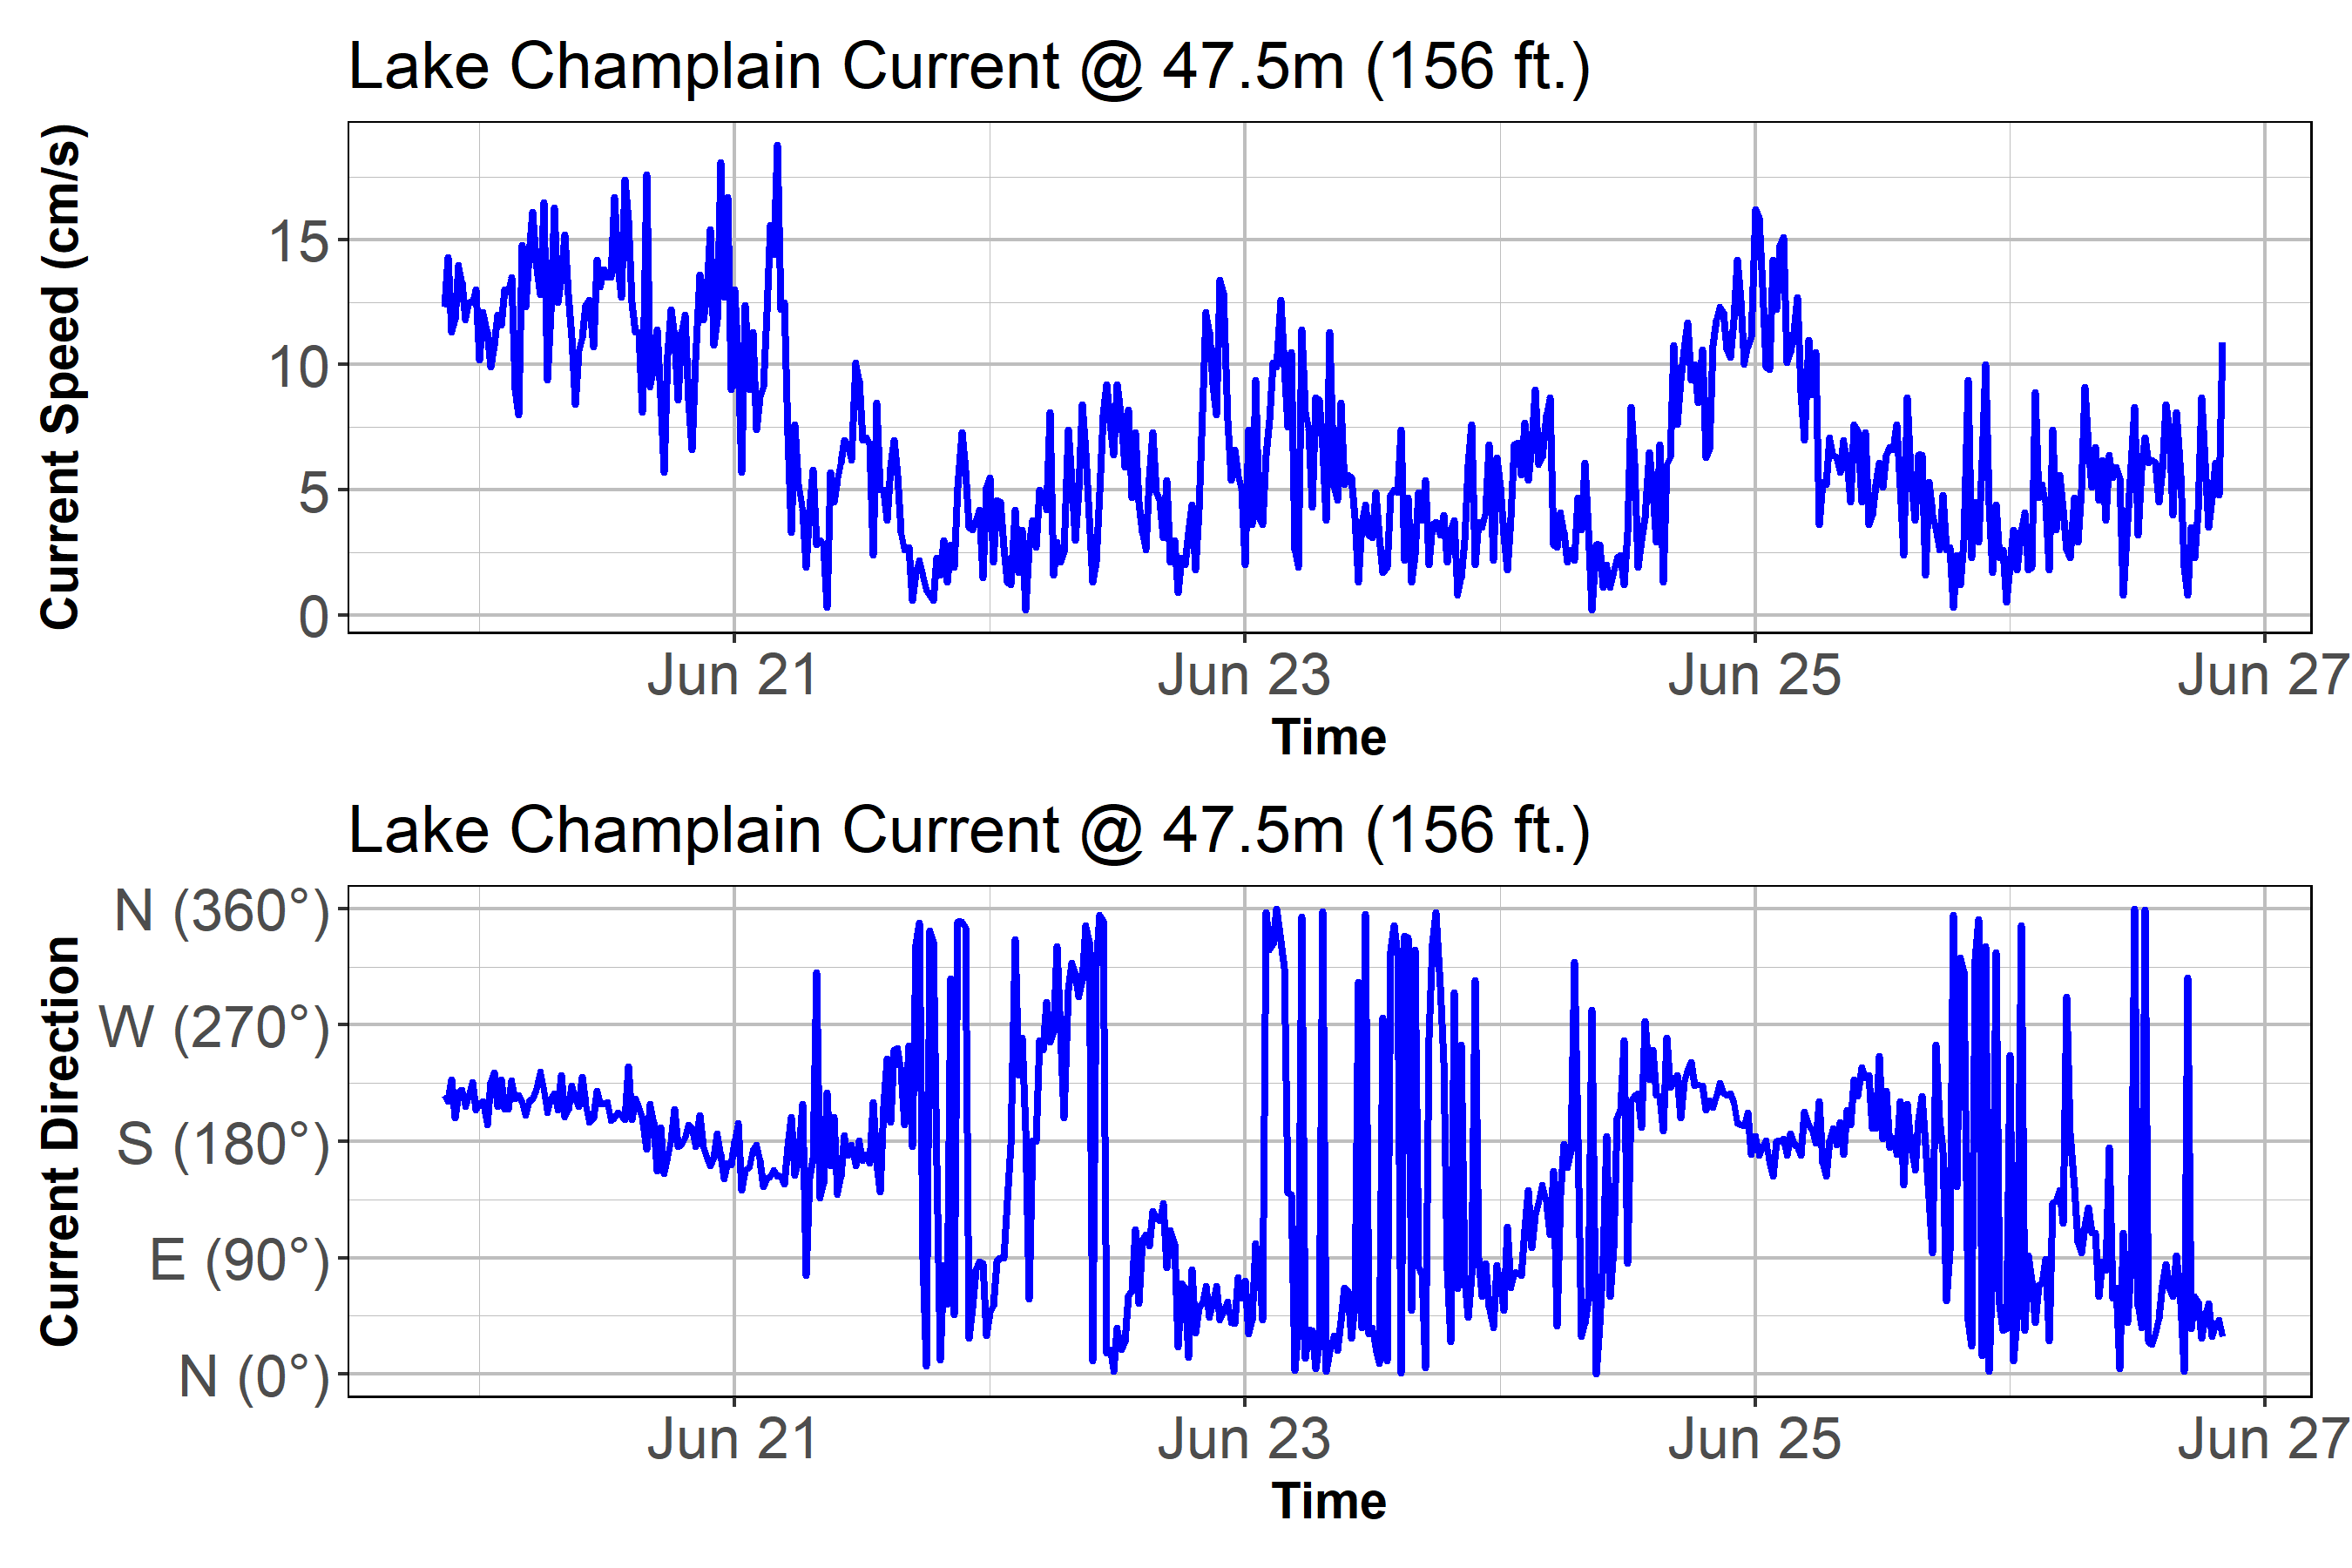 Lake Champlain Current @ 47.5m (156 ft.)
Current Speed (cm/s)
15
10
5
0
Jun 21 Jun 23 Jun 25 Jun 27
Time
Lake Champlain Current @ 47.5m (156 ft.)
Current Direction
N (360°)
W (270°)
S (180°)
E (90°)
N (0°)
Jun 21 Jun 23 Jun 25 Jun 27
Time